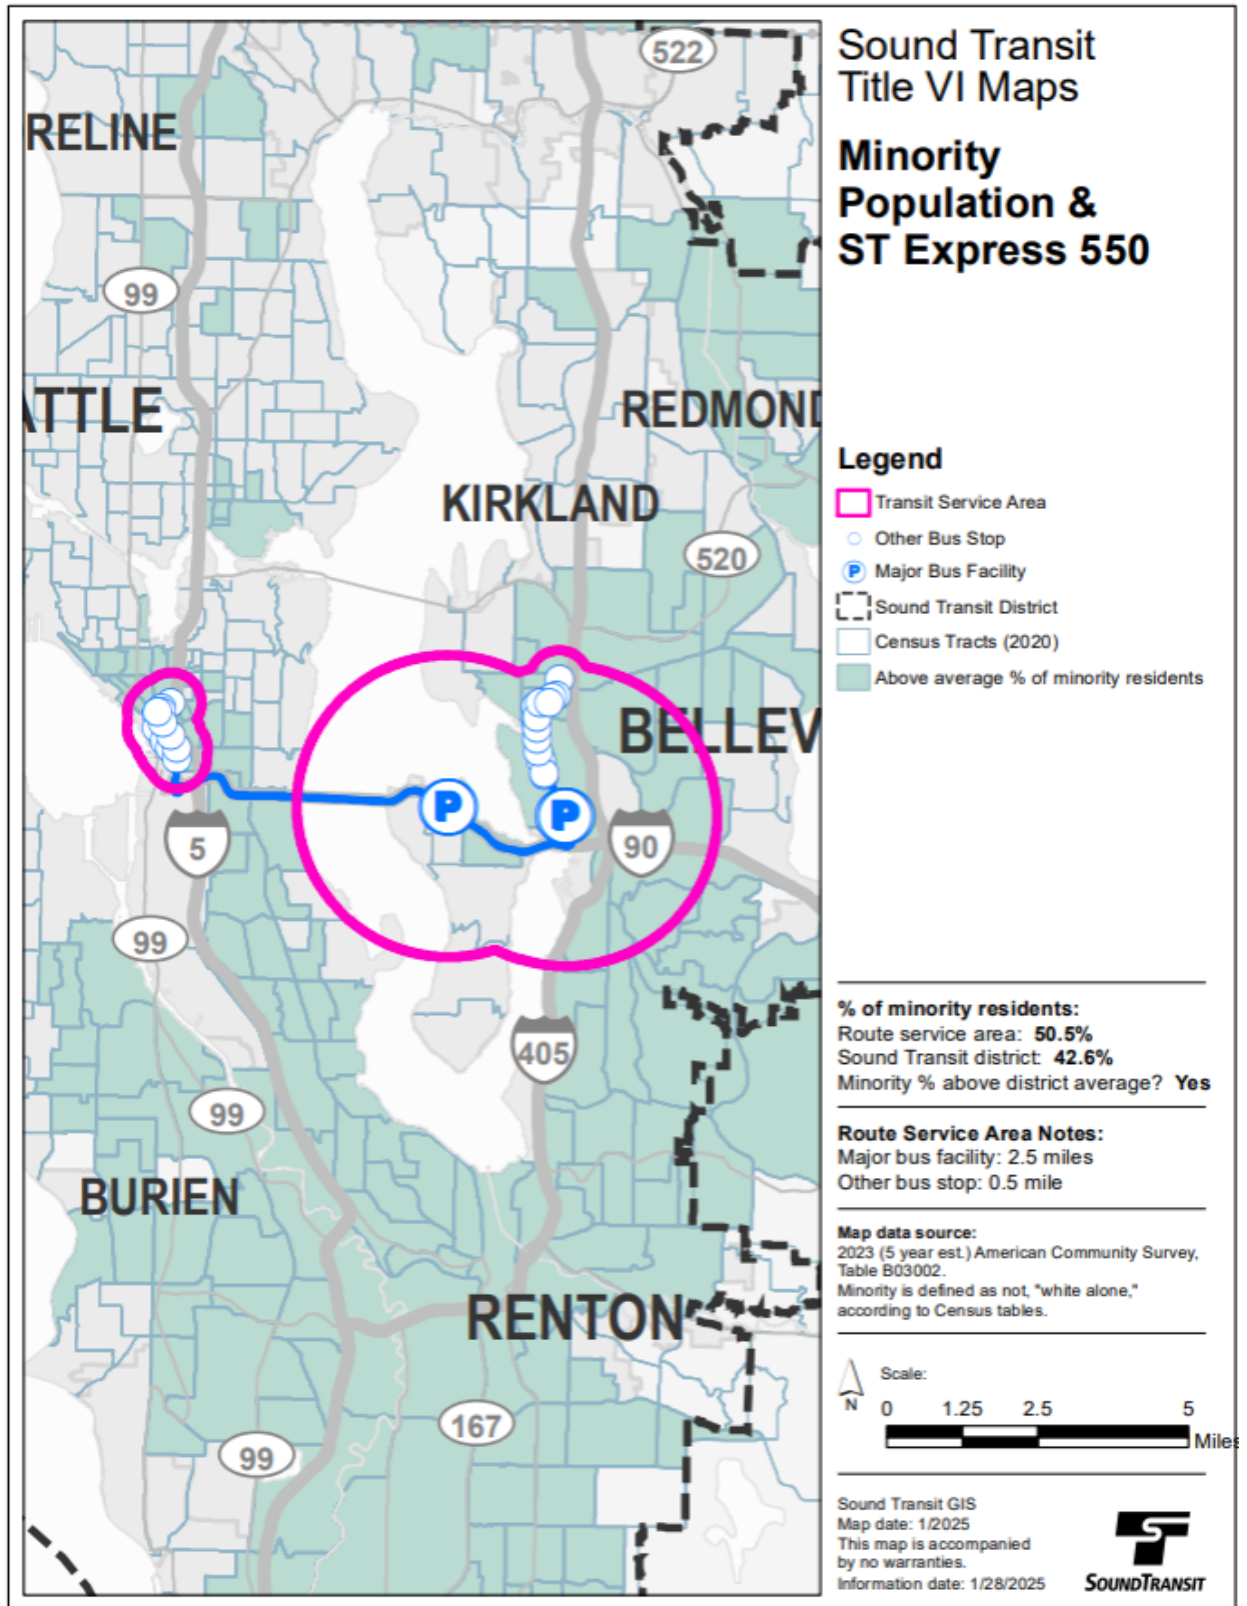 Sound Transit
Title VI Maps
Minority
Population &
ST Express 550
Legend
Transit Service Area
Other Bus Stop
P Major Bus Facility
Sound Transit District
Census Tracts (2020)
Above average % of minority residents
% of minority residents:
Route service area: 50.5%
Sound Transit district: 42.6%
Minority % above district average? Yes
Route Service Area Notes:
Major bus facility: 2.5 miles
Other bus stop: 0.5 mile
Map data source:
2023 (5 year est.) American Community Survey,
Table B03002.
Minority is defined as not, "white alone,"
according to Census tables.
Scale:
N
0 1.25 2.5 5
Miles
Sound Transit GIS
Map date: 1/2025
This map is accompanied
by no warranties.
Information date: 1/28/2025
SOUNDTRANSIT
522
RELINE
99
ATTLE
REDMOND
KIRKLAND
520
BELLEV
P
P
5
90
99
405
99
BURIEN
RENTON
167
99